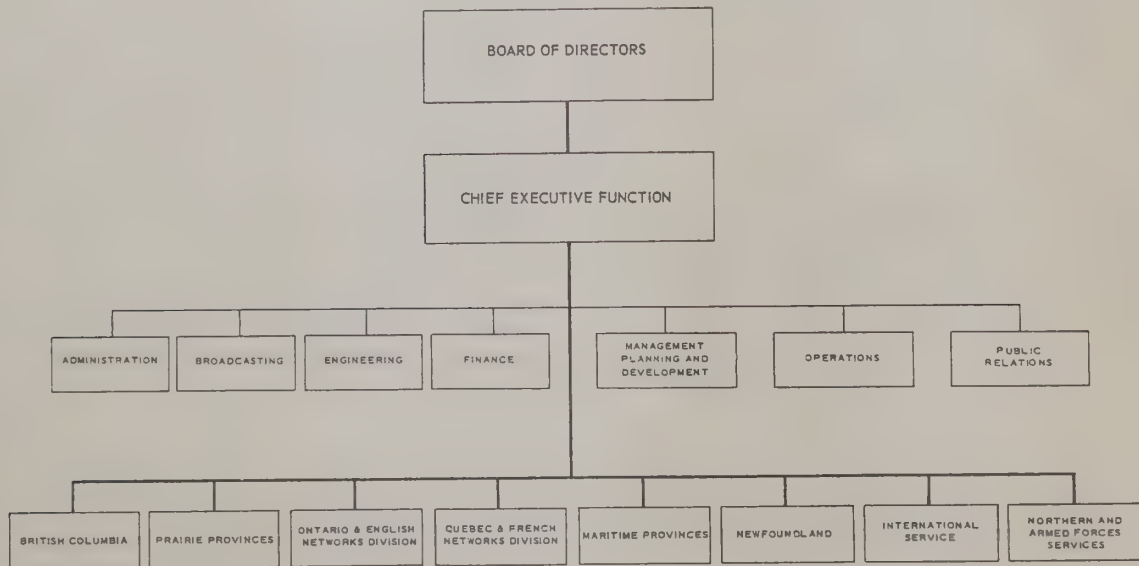 BOARD OF DIRECTORS
CHIEF EXECUTIVE FUNCTION
ADMINISTRATION
BROADCASTING
ENGINEERING
FINANCE
MANAGEMENT
PLANNING AND
DEVELOPMENT
OPERATIONS
PUBLIC
RELATIONS
BRITISH COLUMBIA
PRAIRIE PROVINCES
ONTARIO & ENGLISH
NETWORKS DIVISION
QUEBEC & FRENCH
NETWORKS DIVISION
MARITIME PROVINCES
NEWFOUNDLAND
INTERNATIONAL
SERVICE
NORTHERN AND
ARMED FORCES
SERVICES